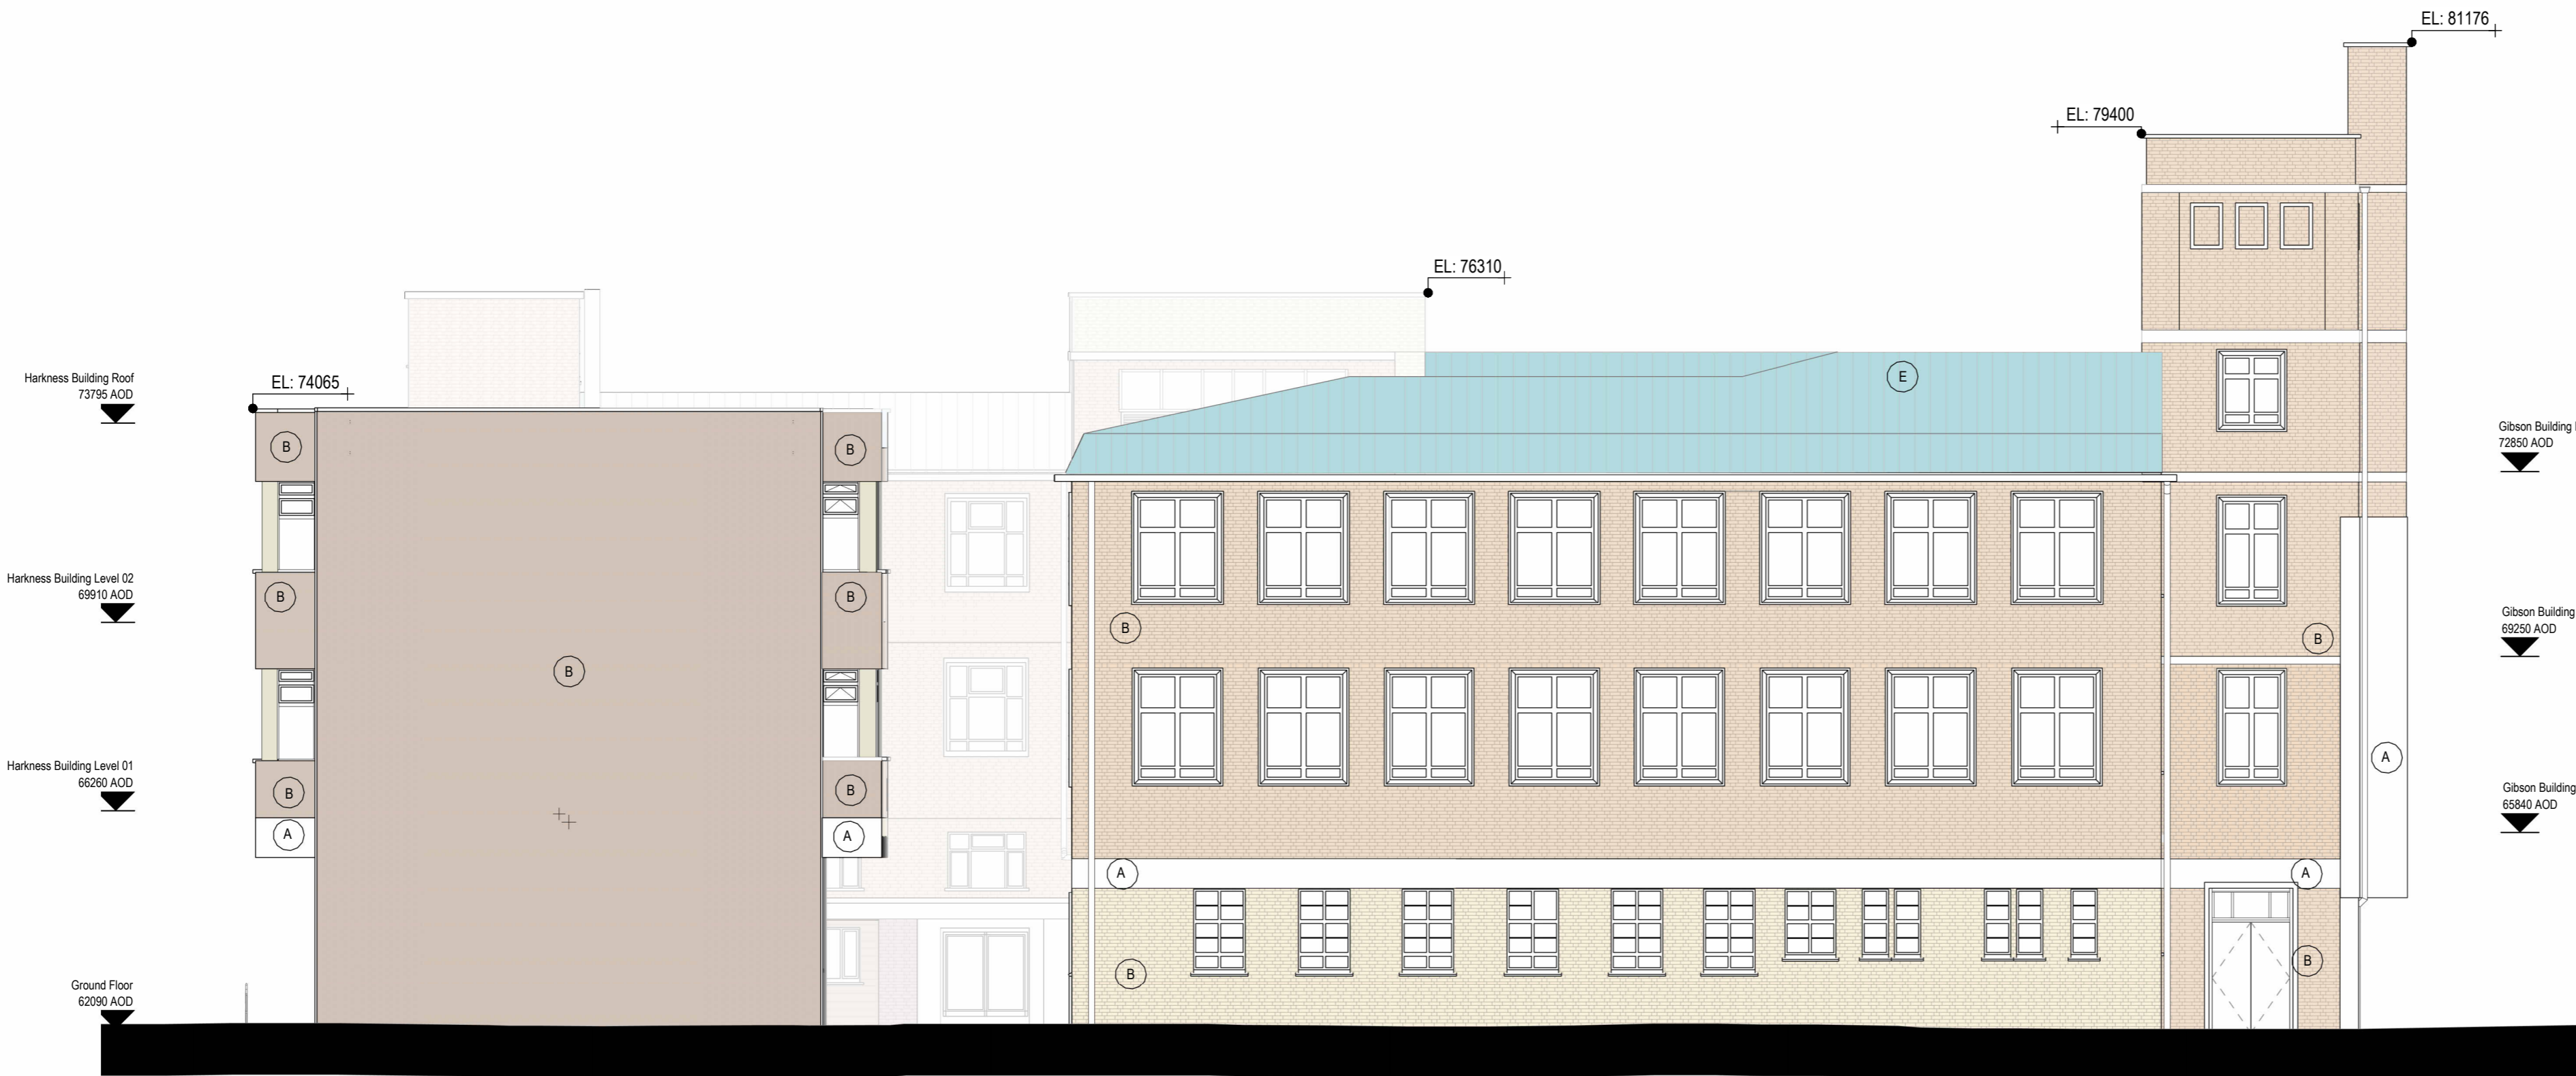 EL: 81176
EL: 79400
EL: 76310
Harkness Building Roof
73795 AOD
EL: 74065
E
B
B
Gibson Building
72850 AOD
Harkness Building Level 02
69910 AOD
B
B
B
B
Gibson Building
69250 AOD
B
Harkness Building Level 01
66260 AOD
B
B
A
Gibson Building
65840 AOD
A
A
A
A
B
B
Ground Floor
62090 AOD